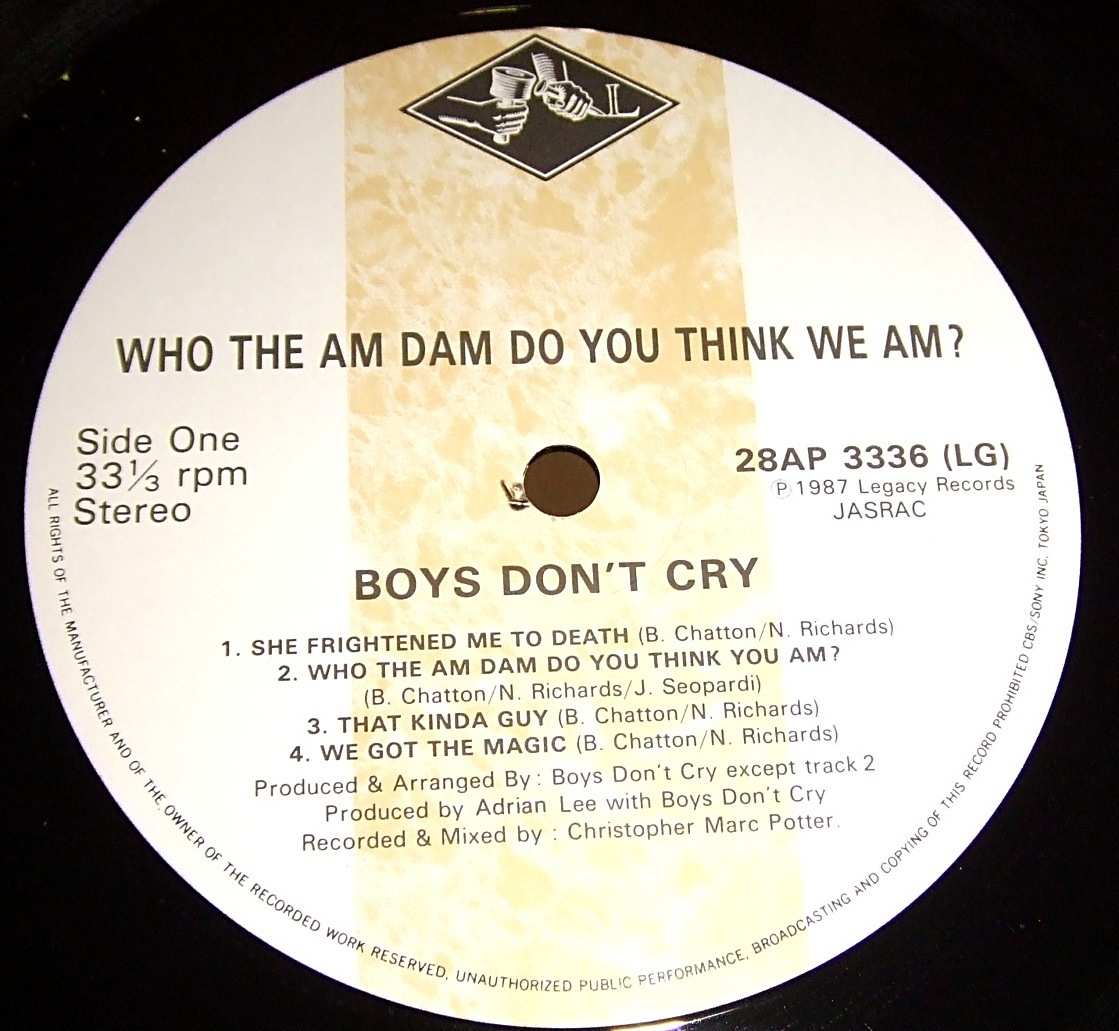 L
WHO THE AM DAM DO YOU THINK WE AM?
Side One
33⅓ rpm
Stereo
28AP 3336 (LG)
Ⓟ 1987 Legacy Records
JASRAC
BOYS DON'T CRY
1. SHE FRIGHTENED ME TO DEATH (B. Chatton/N. Richards)
2. WHO THE AM DAM DO YOU THINK YOU AM?
(B. Chatton/N. Richards/J. Seopardi)
3. THAT KINDA GUY (B. Chatton/N. Richards)
4. WE GOT THE MAGIC (B. Chatton/N. Richards)
Produced & Arranged By: Boys Don't Cry except track 2
Produced by Adrian Lee with Boys Don't Cry
Recorded & Mixed by : Christopher Marc Potter.
ALL RIGHTS OF THE MANUFACTURER AND OF THE OWNER OF THE RECORDED WORK RESERVED, UNAUTHORIZED PUBLIC PERFORMANCE, BROADCASTING AND COPYING OF THIS RECORD PROHIBITED CBS/SONY INC. TOKYO JAPAN